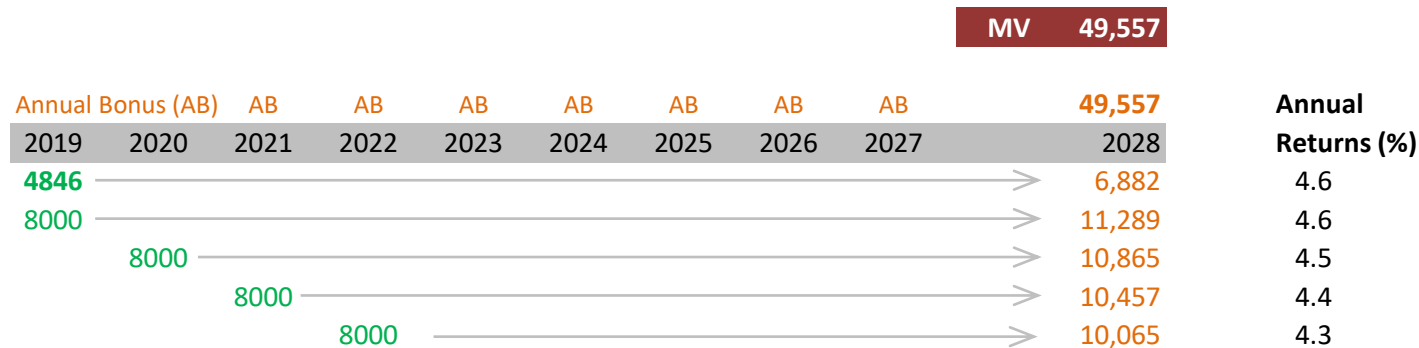 MV 49,557
Annual Bonus (AB) AB AB AB AB AB AB AB 49,557 Annual
2019 2020 2021 2022 2023 2024 2025 2026 2027 2028 Returns (%)
4846 6,882 4.6
8000 11,289 4.6
8000 10,865 4.5
8000 10,457 4.4
8000 10,065 4.3